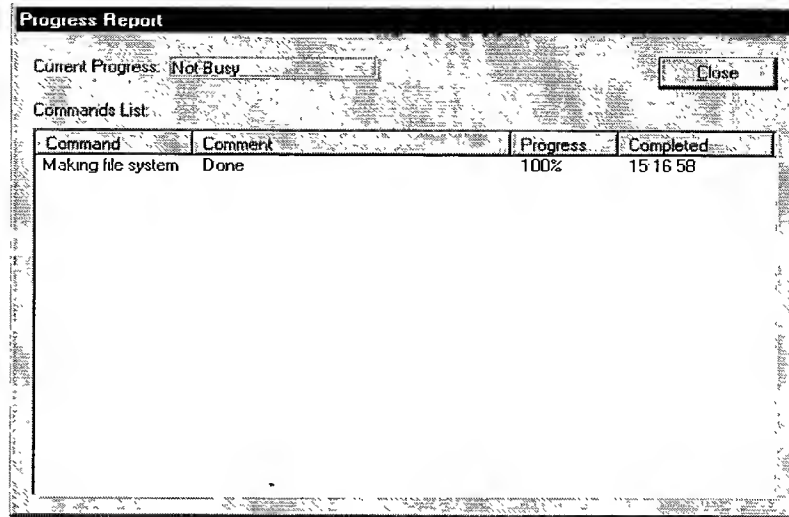 Progress Report
Current Progress: Not Busy
Close
Commands List:
Command Comment Progress Completed
Making file system Done 100% 15 16 58